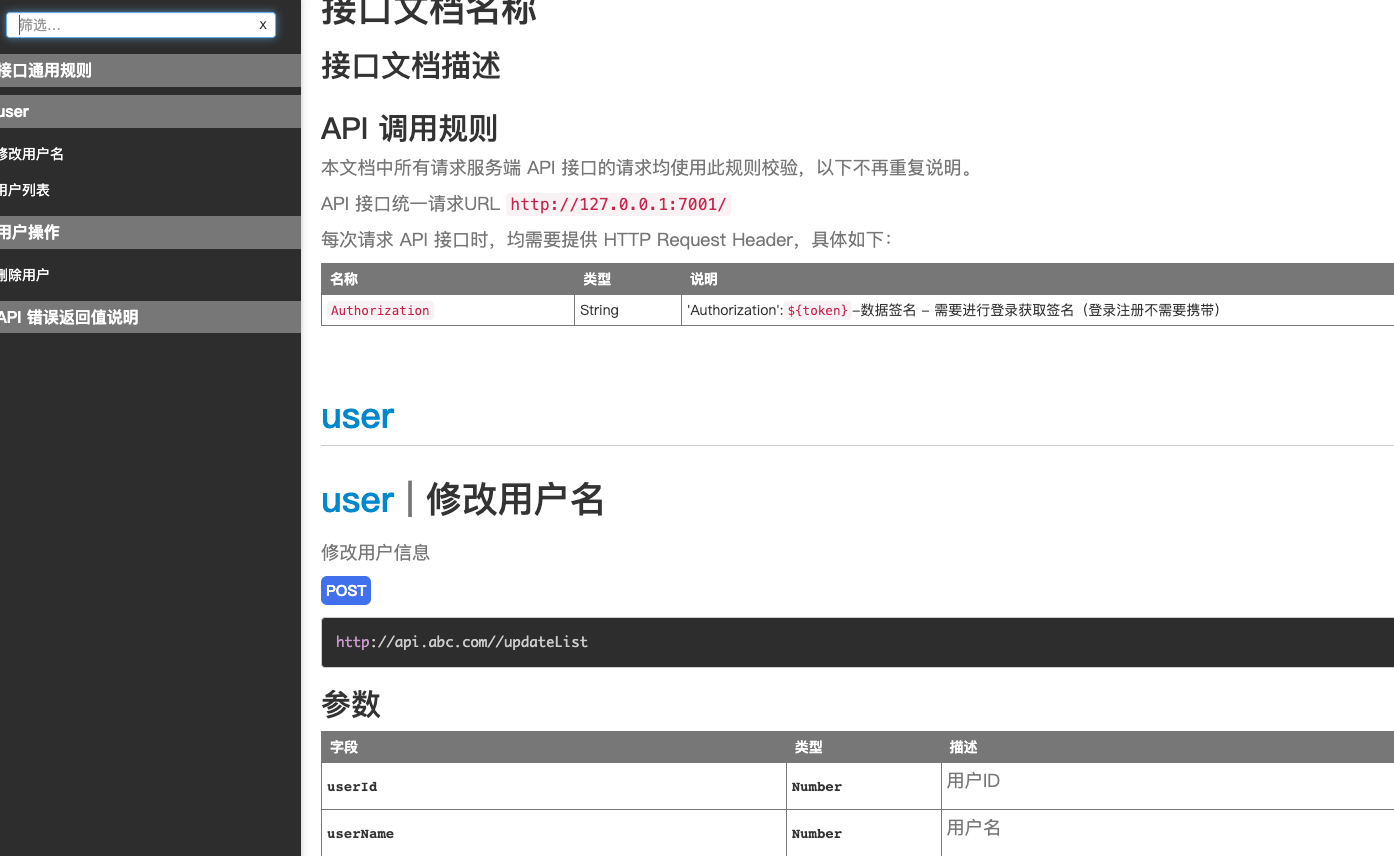 筛选... x
接口通用规则
user
修改用户名
用户列表
用户操作
删除用户
API 错误返回值说明
接口文档名称
接口文档描述
API 调用规则
本文档中所有请求服务端 API 接口的请求均使用此规则校验，以下不再重复说明。
API 接口统一请求URL http://127.0.0.1:7001/
每次请求 API 接口时，均需要提供 HTTP Request Header，具体如下：
名称 类型 说明
Authorization String 'Authorization': ${token} –数据签名 – 需要进行登录获取签名（登录注册不需要携带）
user
user | 修改用户名
修改用户信息
POST
http://api.abc.com//updateList
参数
字段 类型 描述
userId Number 用户ID
userName Number 用户名